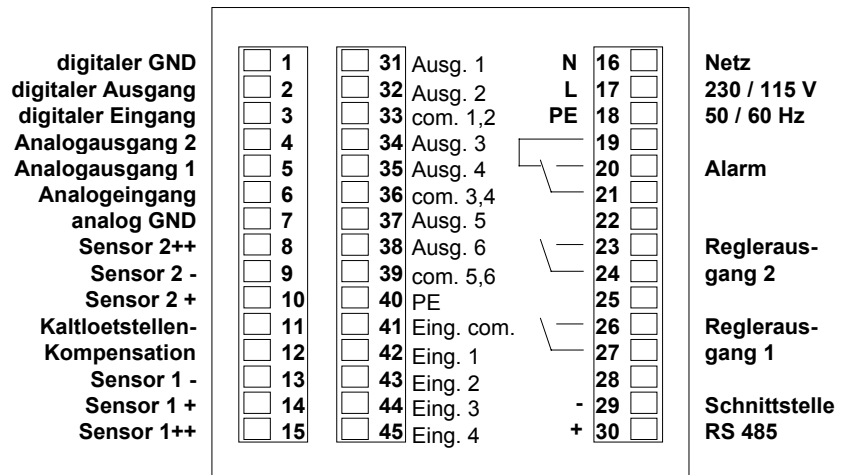 digitaler GND 1 31 Ausg. 1 N 16 Netz
digitaler Ausgang 2 32 Ausg. 2 L 17 230 / 115 V
digitaler Eingang 3 33 com. 1,2 PE 18 50 / 60 Hz
Analogausgang 2 4 34 Ausg. 3 19
Analogausgang 1 5 35 Ausg. 4 20 Alarm
Analogeingang 6 36 com. 3,4 21
analog GND 7 37 Ausg. 5 22
Sensor 2++ 8 38 Ausg. 6 23 Regleraus-
Sensor 2 - 9 39 com. 5,6 24 gang 2
Sensor 2 + 10 40 PE 25
Kaltloetstellen- 11 41 Eing. com. 26 Regleraus-
Kompensation 12 42 Eing. 1 27 gang 1
Sensor 1 - 13 43 Eing. 2 28
Sensor 1 + 14 44 Eing. 3 - 29 Schnittstelle
Sensor 1++ 15 45 Eing. 4 + 30 RS 485